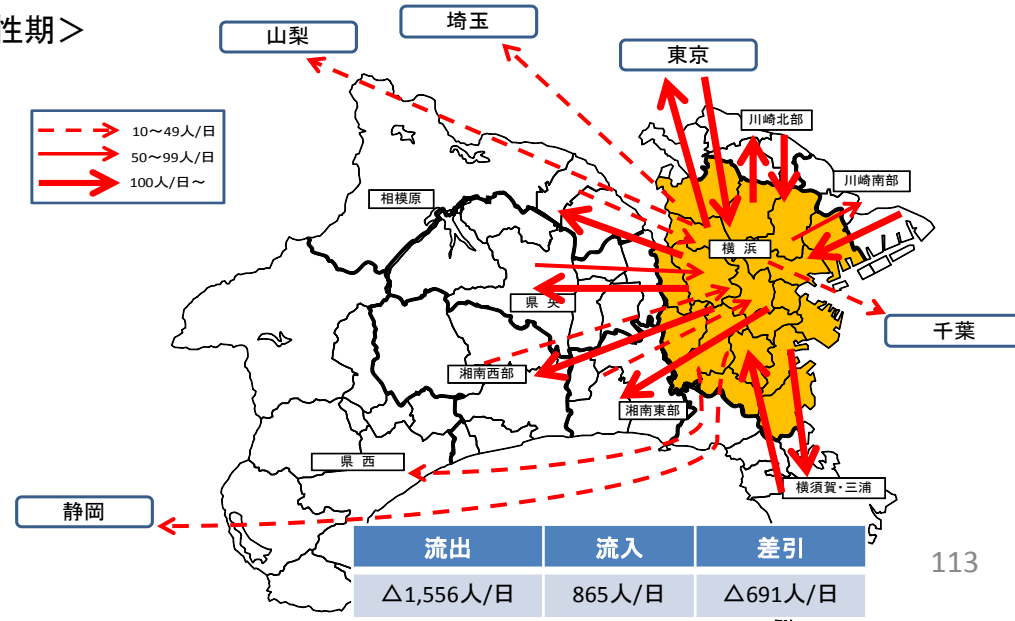 性期＞
山梨
埼玉
東京
10～49人/日
50～99人/日
100人/日～
川崎北部
川崎南部
相模原
横 浜
県 央
千葉
湘南西部
湘南東部
県 西
横須賀・三浦
静岡
流出 流入 差引
△1,556人/日 865人/日 △691人/日
113